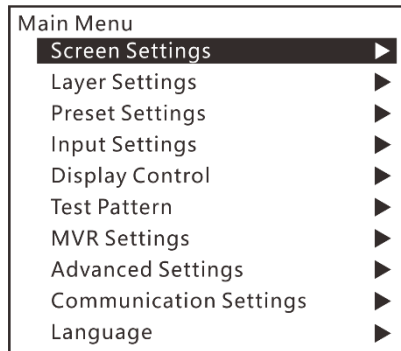 Main Menu
Screen Settings
Layer Settings
Preset Settings
Input Settings
Display Control
Test Pattern
MVR Settings
Advanced Settings
Communication Settings
Language